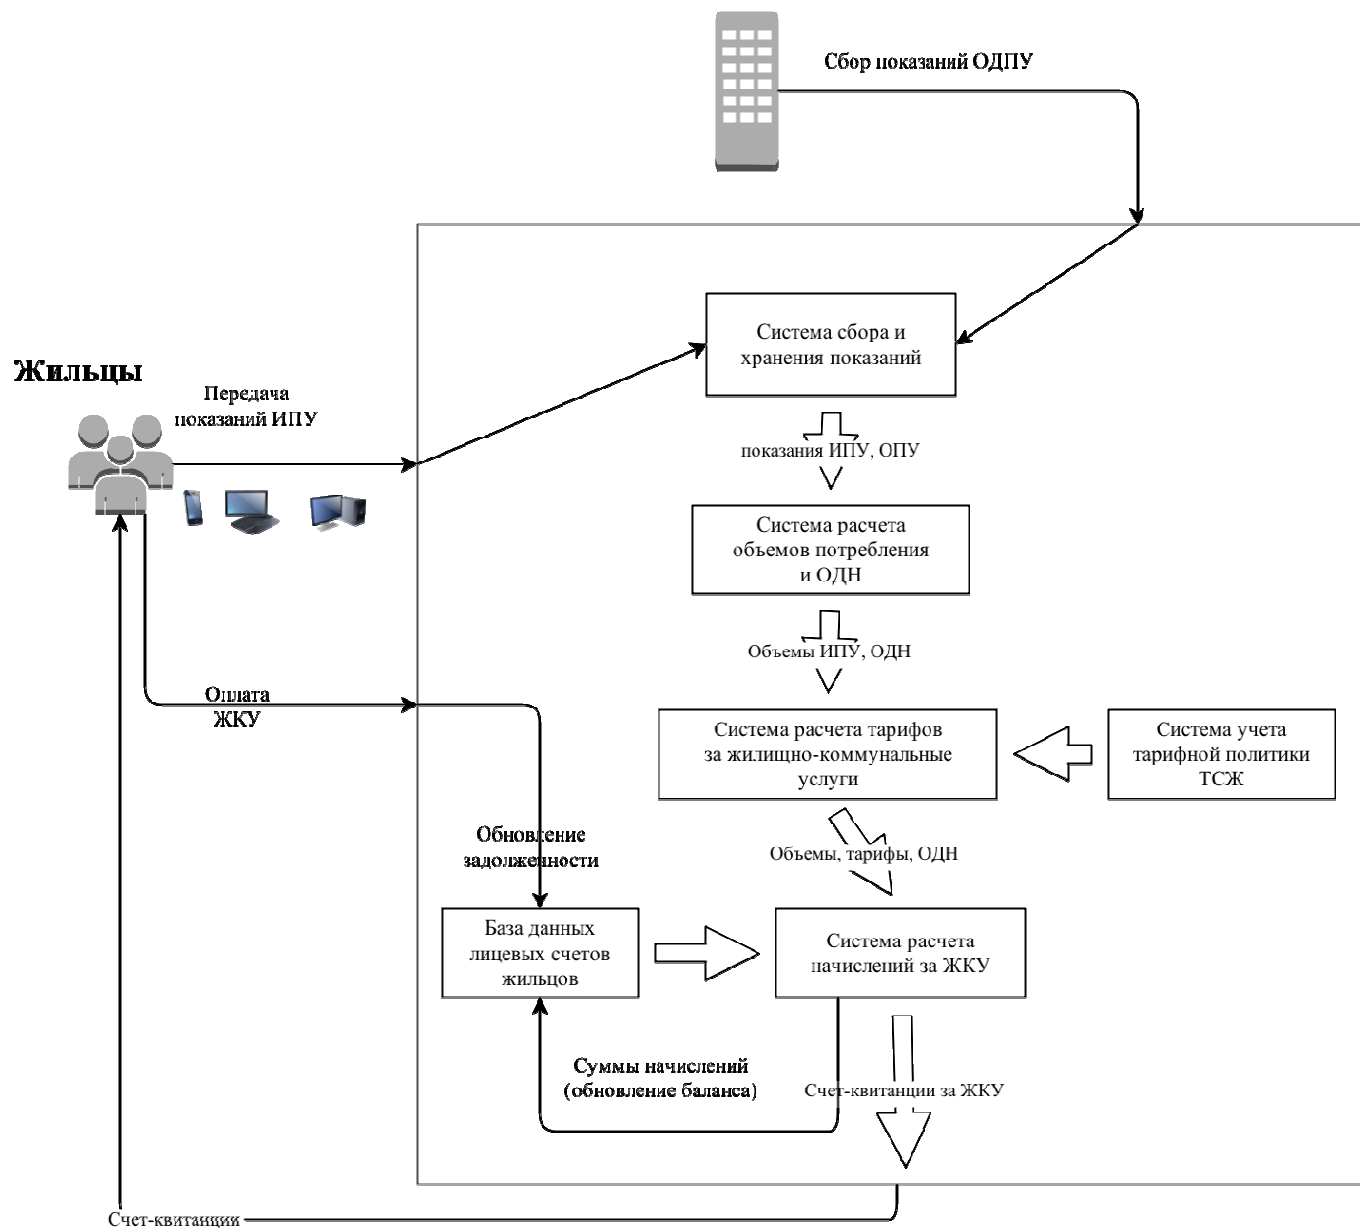 Сбор показаний ОДПУ
Система сбора и
хранения показаний
Жильцы
Передача
показаний ИПУ
показания ИПУ, ОПУ
Система расчета
объемов потребления
и ОДН
Объемы ИПУ, ОДН
Оплата
ЖКУ
Система расчета тарифов
за жилищно-коммунальные
услуги
Система учета
тарифной политики
ТСЖ
Обновление
задолженности
Объемы, тарифы, ОДН
База данных
лицевых счетов
жильцов
Система расчета
начислений за ЖКУ
Суммы начислений
(обновление баланса)
Счет-квитанции за ЖКУ
Счет-квитанции